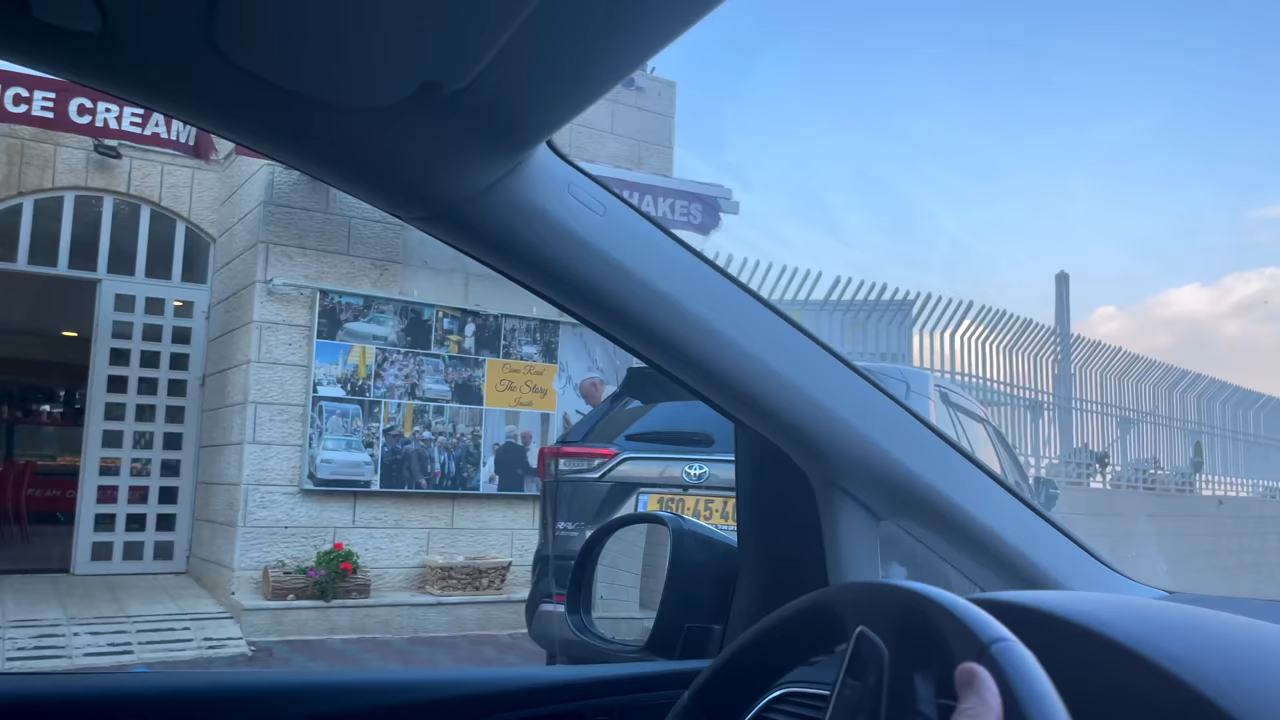 ICE CREAM
HAKES
Come Read
The Story
Inside
160-45-40
RAV4